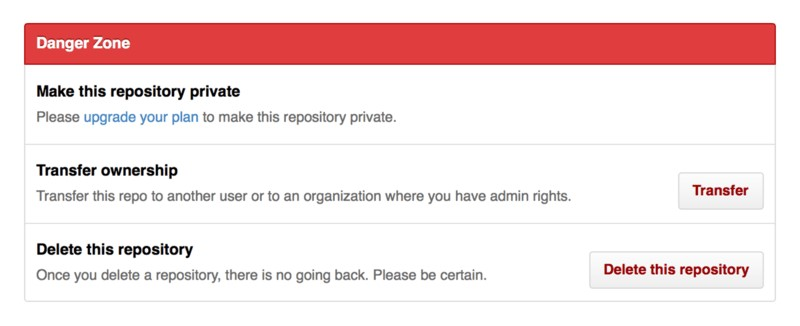 Danger Zone
Make this repository private
Please upgrade your plan to make this repository private.
Transfer ownership
Transfer this repo to another user or to an organization where you have admin rights.
Transfer
Delete this repository
Once you delete a repository, there is no going back. Please be certain.
Delete this repository